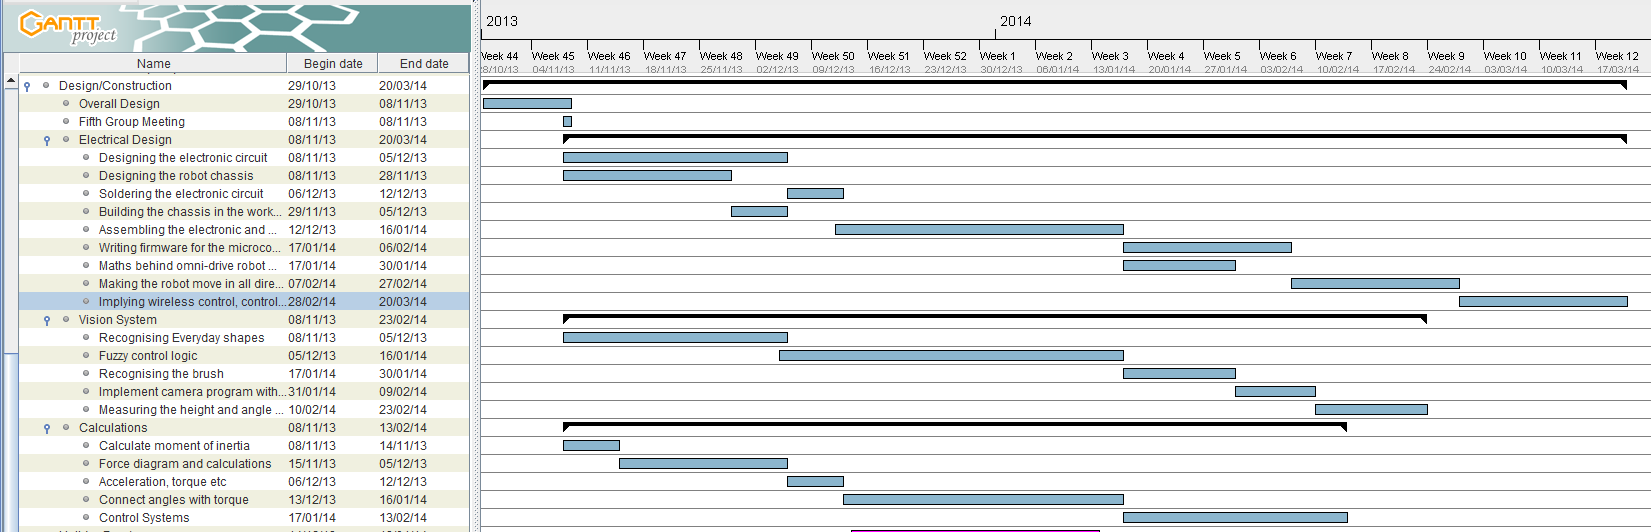 GANTT
project
2013
2014
Week 44 Week 45 Week 46 Week 47 Week 48 Week 49 Week 50 Week 51 Week 52 Week 1 Week 2 Week 3 Week 4 Week 5 Week 6 Week 7 Week 8 Week 9 Week 10 Week 11 Week 12
28/10/13 04/11/13 11/11/13 18/11/13 25/11/13 02/12/13 09/12/13 16/12/13 23/12/13 30/12/13 06/01/14 13/01/14 20/01/14 27/01/14 03/02/14 10/02/14 17/02/14 24/02/14 03/03/14 10/03/14 17/03/14
Name Begin date End date
Design/Construction 29/10/13 20/03/14
Overall Design 29/10/13 08/11/13
Fifth Group Meeting 08/11/13 08/11/13
Electrical Design 08/11/13 20/03/14
Designing the electronic circuit 08/11/13 05/12/13
Designing the robot chassis 08/11/13 28/11/13
Soldering the electronic circuit 06/12/13 12/12/13
Building the chassis in the work... 29/11/13 05/12/13
Assembling the electronic and ... 12/12/13 16/01/14
Writing firmware for the microco... 17/01/14 06/02/14
Maths behind omni-drive robot ... 17/01/14 30/01/14
Making the robot move in all dire... 07/02/14 27/02/14
Implying wireless control, control... 28/02/14 20/03/14
Vision System 08/11/13 23/02/14
Recognising Everyday shapes 08/11/13 05/12/13
Fuzzy control logic 05/12/13 16/01/14
Recognising the brush 17/01/14 30/01/14
Implement camera program with... 31/01/14 09/02/14
Measuring the height and angle ... 10/02/14 23/02/14
Calculations 08/11/13 13/02/14
Calculate moment of inertia 08/11/13 14/11/13
Force diagram and calculations 15/11/13 05/12/13
Acceleration, torque etc 06/12/13 12/12/13
Connect angles with torque 13/12/13 16/01/14
Control Systems 17/01/14 13/02/14